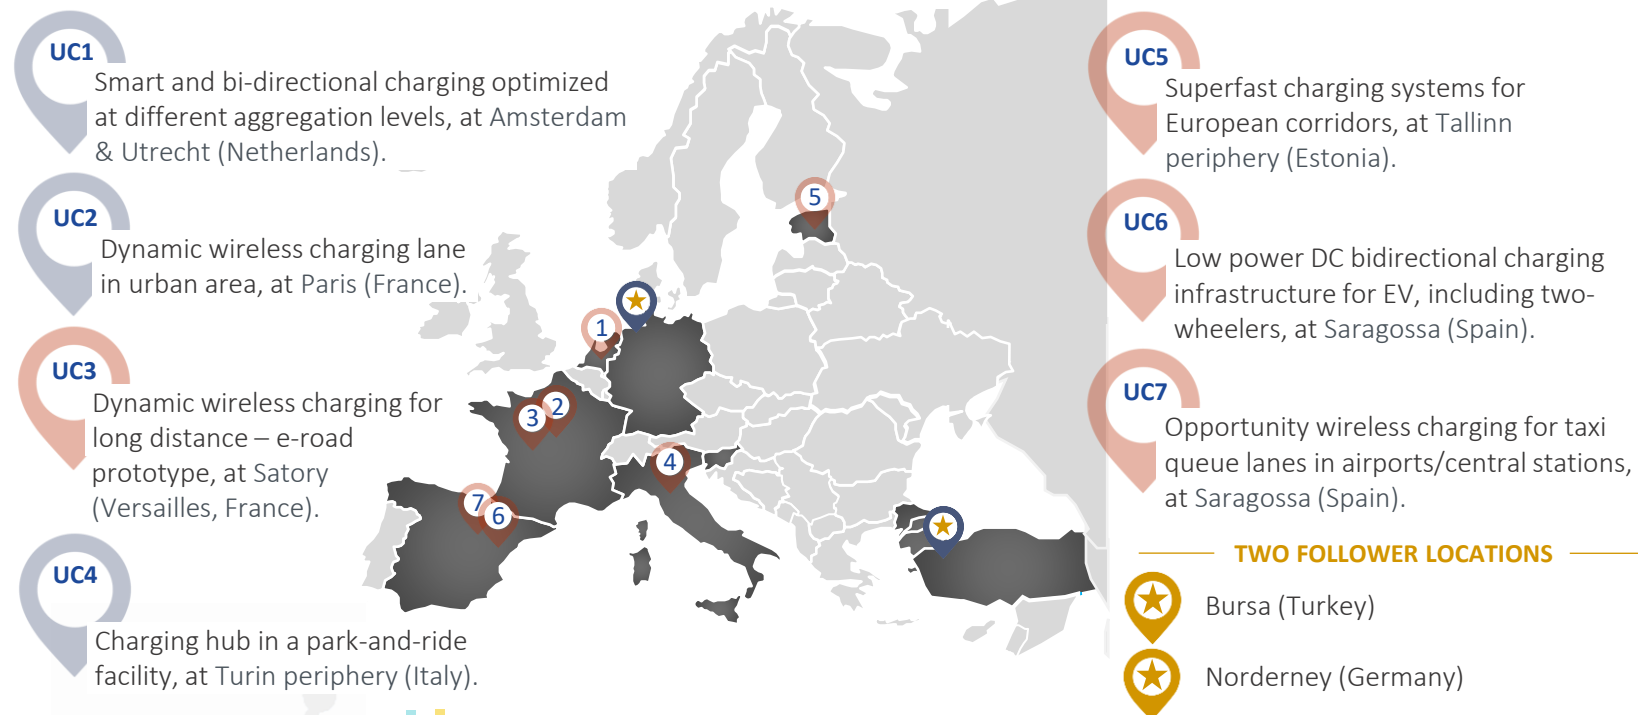 UC1
Smart and bi-directional charging optimized
at different aggregation levels, at Amsterdam
& Utrecht (Netherlands).
UC2
Dynamic wireless charging lane
in urban area, at Paris (France).
UC3
Dynamic wireless charging for
long distance – e-road
prototype, at Satory
(Versailles, France).
UC4
Charging hub in a park-and-ride
facility, at Turin periphery (Italy).
5
1
2
3
4
7
6
UC5
Superfast charging systems for
European corridors, at Tallinn
periphery (Estonia).
UC6
Low power DC bidirectional charging
infrastructure for EV, including two-
wheelers, at Saragossa (Spain).
UC7
Opportunity wireless charging for taxi
queue lanes in airports/central stations,
at Saragossa (Spain).
TWO FOLLOWER LOCATIONS
Bursa (Turkey)
Norderney (Germany)